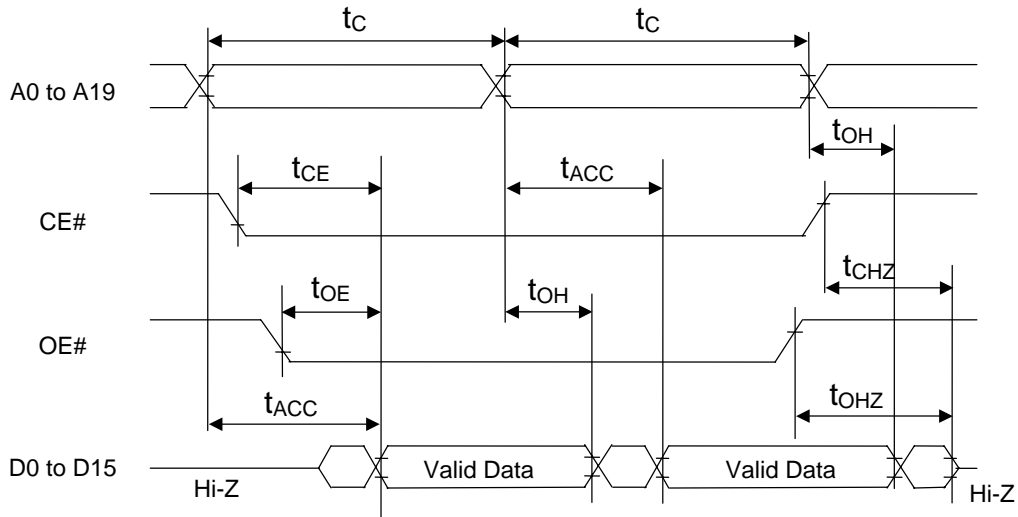 tC tC
A0 to A19
tOH
tCE tACC
CE#
tCHZ
tOE tOH
OE#
tACC tOHZ
D0 to D15 Valid Data Valid Data
Hi-Z Hi-Z